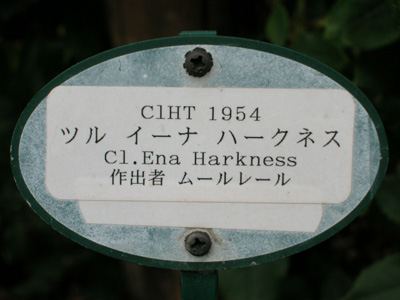 ClHT 1954
ツル イーナ ハークネス
Cl.Ena Harkness
作出者 ムールレール